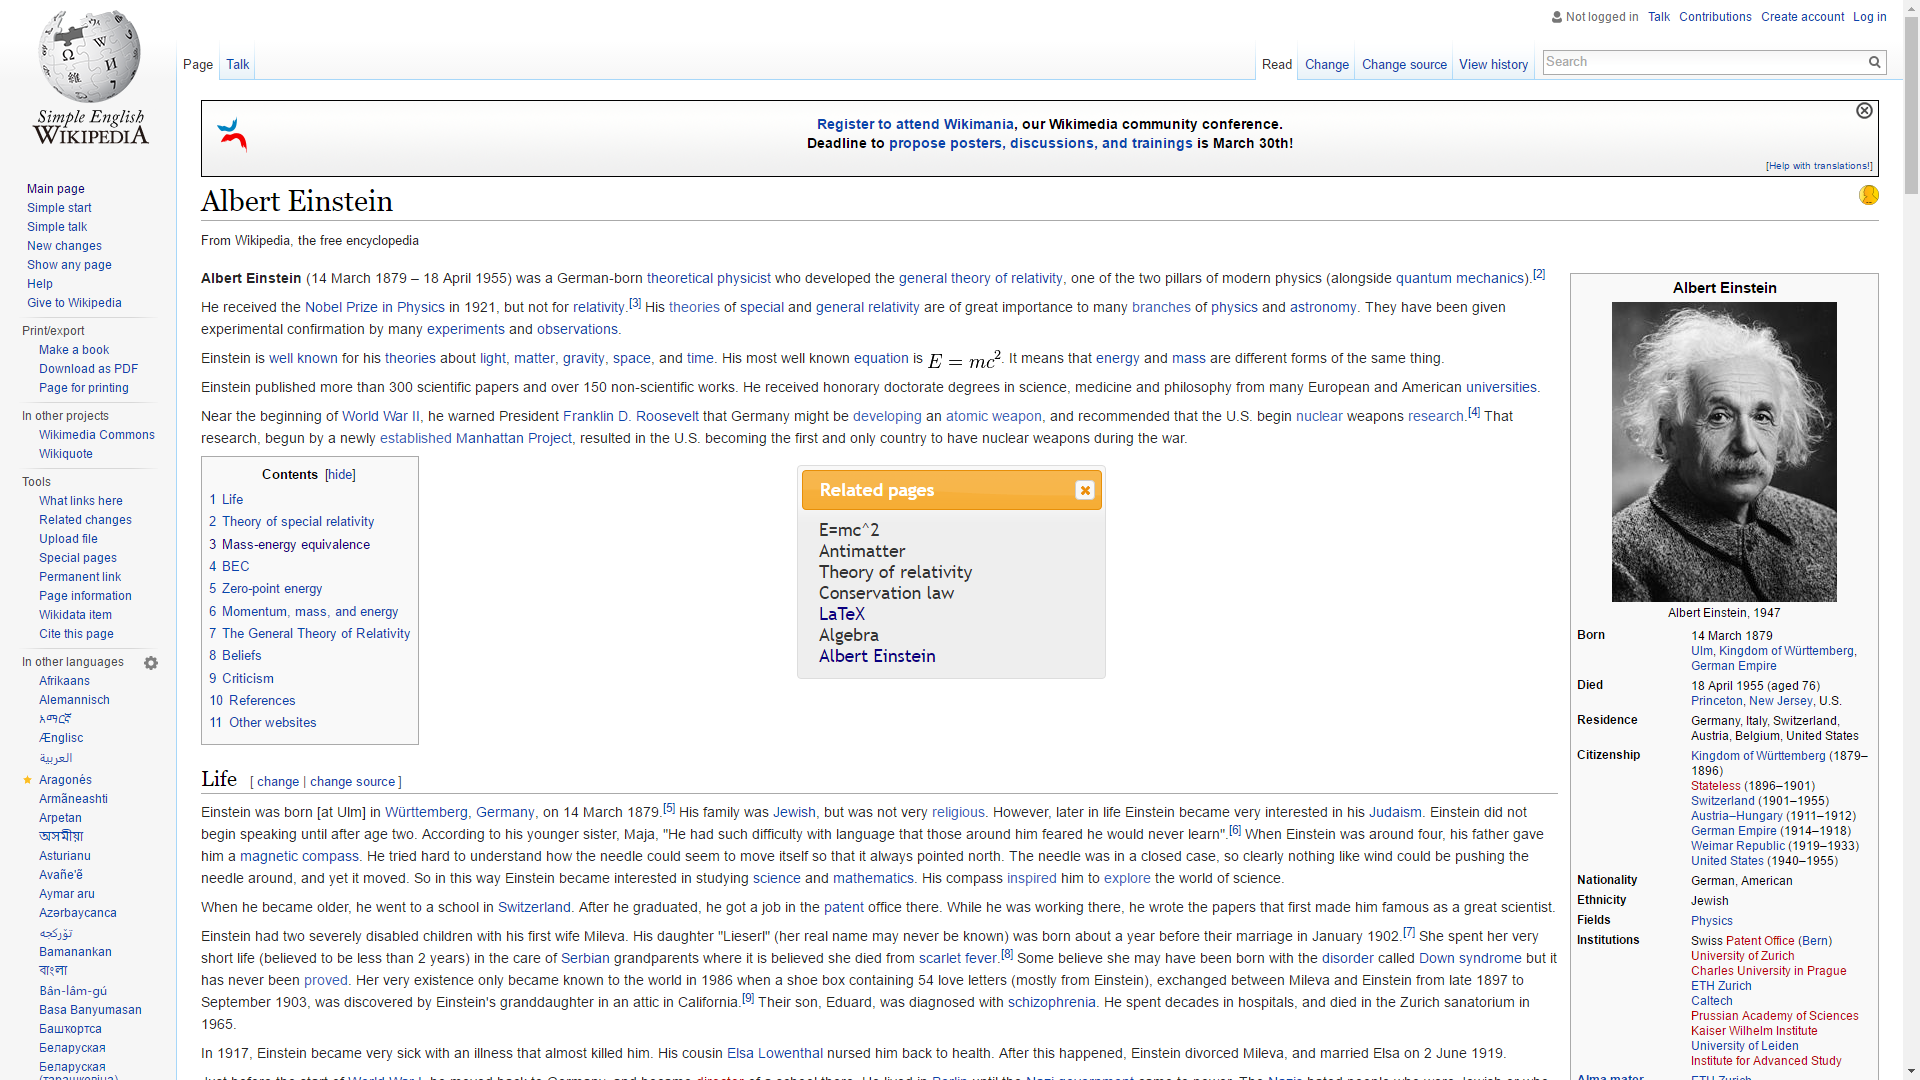 Not logged in Talk Contributions Create account Log in
Page Talk Read Change Change source View history Search
Simple English
WIKIPEDIA
Register to attend Wikimania, our Wikimedia community conference.
Deadline to propose posters, discussions, and trainings is March 30th!
[Help with translations!]
Main page
Simple start
Simple talk
New changes
Show any page
Help
Give to Wikipedia
Print/export
Make a book
Download as PDF
Page for printing
In other projects
Wikimedia Commons
Wikiquote
Tools
What links here
Related changes
Upload file
Special pages
Permanent link
Page information
Wikidata item
Cite this page
In other languages
Afrikaans
Alemannisch
አማርኛ
Ænglisc
العربية
Aragonés
Armãneashti
Arpetan
অসমীয়া
Asturianu
Avañe'ẽ
Aymar aru
Azərbaycanca
تۆرکجه
Bamanankan
বাংলা
Bân-lâm-gú
Basa Banyumasan
Башҡортса
Беларуская
Беларуская
(тарашкевіца)
Albert Einstein
From Wikipedia, the free encyclopedia
Albert Einstein (14 March 1879 – 18 April 1955) was a German-born theoretical physicist who developed the general theory of relativity, one of the two pillars of modern physics (alongside quantum mechanics).[2]
He received the Nobel Prize in Physics in 1921, but not for relativity.[3] His theories of special and general relativity are of great importance to many branches of physics and astronomy. They have been given
experimental confirmation by many experiments and observations.
Einstein is well known for his theories about light, matter, gravity, space, and time. His most well known equation is E = mc². It means that energy and mass are different forms of the same thing.
Einstein published more than 300 scientific papers and over 150 non-scientific works. He received honorary doctorate degrees in science, medicine and philosophy from many European and American universities.
Near the beginning of World War II, he warned President Franklin D. Roosevelt that Germany might be developing an atomic weapon, and recommended that the U.S. begin nuclear weapons research.[4] That
research, begun by a newly established Manhattan Project, resulted in the U.S. becoming the first and only country to have nuclear weapons during the war.
Contents [hide]
1 Life
2 Theory of special relativity
3 Mass-energy equivalence
4 BEC
5 Zero-point energy
6 Momentum, mass, and energy
7 The General Theory of Relativity
8 Beliefs
9 Criticism
10 References
11 Other websites
Related pages
E=mc^2
Antimatter
Theory of relativity
Conservation law
LaTeX
Algebra
Albert Einstein
Life [ change | change source ]
Einstein was born [at Ulm] in Württemberg, Germany, on 14 March 1879.[5] His family was Jewish, but was not very religious. However, later in life Einstein became very interested in his Judaism. Einstein did not
begin speaking until after age two. According to his younger sister, Maja, "He had such difficulty with language that those around him feared he would never learn".[6] When Einstein was around four, his father gave
him a magnetic compass. He tried hard to understand how the needle could seem to move itself so that it always pointed north. The needle was in a closed case, so clearly nothing like wind could be pushing the
needle around, and yet it moved. So in this way Einstein became interested in studying science and mathematics. His compass inspired him to explore the world of science.
When he became older, he went to a school in Switzerland. After he graduated, he got a job in the patent office there. While he was working there, he wrote the papers that first made him famous as a great scientist.
Einstein had two severely disabled children with his first wife Mileva. His daughter "Lieserl" (her real name may never be known) was born about a year before their marriage in January 1902.[7] She spent her very
short life (believed to be less than 2 years) in the care of Serbian grandparents where it is believed she died from scarlet fever.[8] Some believe she may have been born with the disorder called Down syndrome but it
has never been proved. Her very existence only became known to the world in 1986 when a shoe box containing 54 love letters (mostly from Einstein), exchanged between Mileva and Einstein from late 1897 to
September 1903, was discovered by Einstein's granddaughter in an attic in California.[9] Their son, Eduard, was diagnosed with schizophrenia. He spent decades in hospitals, and died in the Zurich sanatorium in
1965.
In 1917, Einstein became very sick with an illness that almost killed him. His cousin Elsa Lowenthal nursed him back to health. After this happened, Einstein divorced Mileva, and married Elsa on 2 June 1919.
Albert Einstein
Albert Einstein, 1947
Born 14 March 1879
Ulm, Kingdom of Württemberg,
German Empire
Died 18 April 1955 (aged 76)
Princeton, New Jersey, U.S.
Residence Germany, Italy, Switzerland,
Austria, Belgium, United States
Citizenship Kingdom of Württemberg (1879–
1896)
Stateless (1896–1901)
Switzerland (1901–1955)
Austria–Hungary (1911–1912)
German Empire (1914–1918)
Weimar Republic (1919–1933)
United States (1940–1955)
Nationality German, American
Ethnicity Jewish
Fields Physics
Institutions Swiss Patent Office (Bern)
University of Zurich
Charles University in Prague
ETH Zurich
Caltech
Prussian Academy of Sciences
Kaiser Wilhelm Institute
University of Leiden
Institute for Advanced Study
Alma mater ETH Zurich